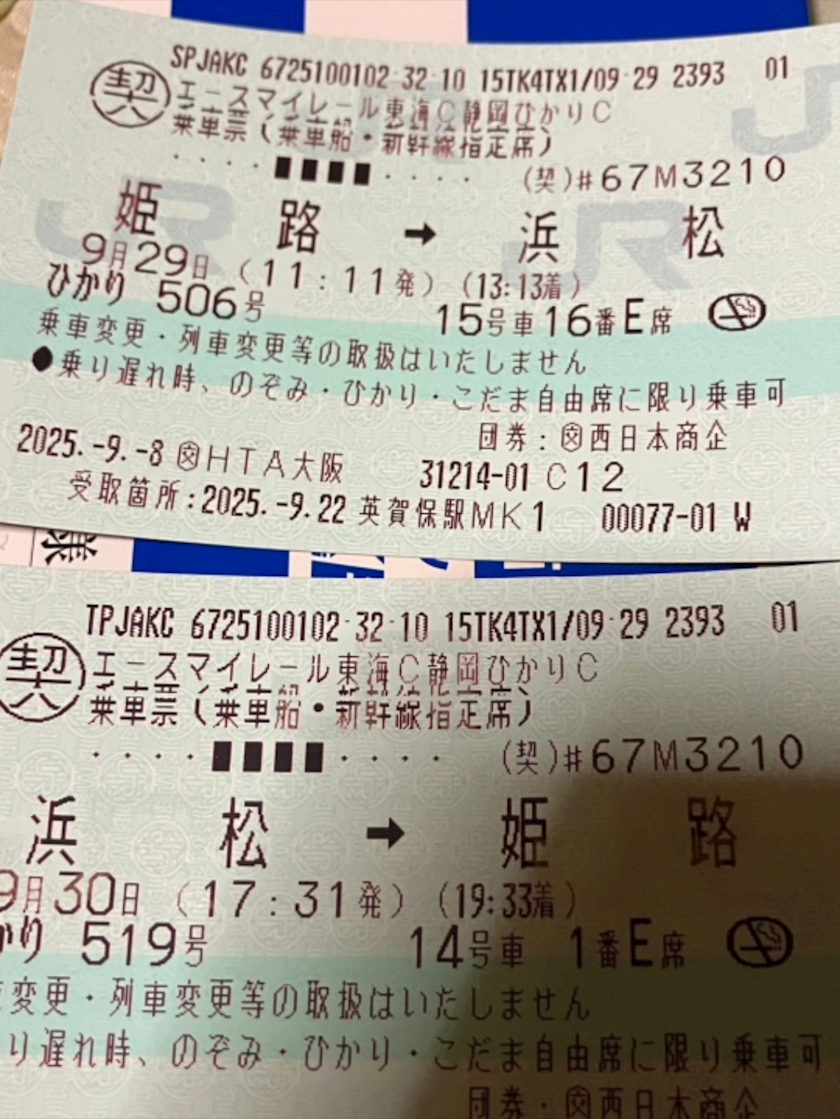 SPJAKC 6725100102-32-10 15TK4TX1/09-29 2393 01
契 エースマイレール東海C静岡ひかりC
乗車票(乗車船・新幹線指定席)
(契)#67M3210
姫路→浜松
9月29日(11:11発)(13:13着)
ひかり 506号 15号車16番E席
乗車変更・列車変更等の取扱はいたしません
●乗り遅れ時、のぞみ・ひかり・こだま自由席に限り乗車可
団券:㋡西日本商企
2025.-9.-8 HTA大阪 31214-01 C12
受取箇所:2025.-9.22 英賀保駅MK1 00077-01 W
TPJAKC 6725100102-32-10 15TK4TX1/09-29 2393 01
契 エースマイレール東海C静岡ひかりC
乗車票(乗車船・新幹線指定席)
(契)#67M3210
浜松→姫路
9月30日(17:31発)(19:33着)
かり 519号 14号車 1番E席
変更・列車変更等の取扱はいたしません
り遅れ時、のぞみ・ひかり・こだま自由席に限り乗車可
団券・西日本商企